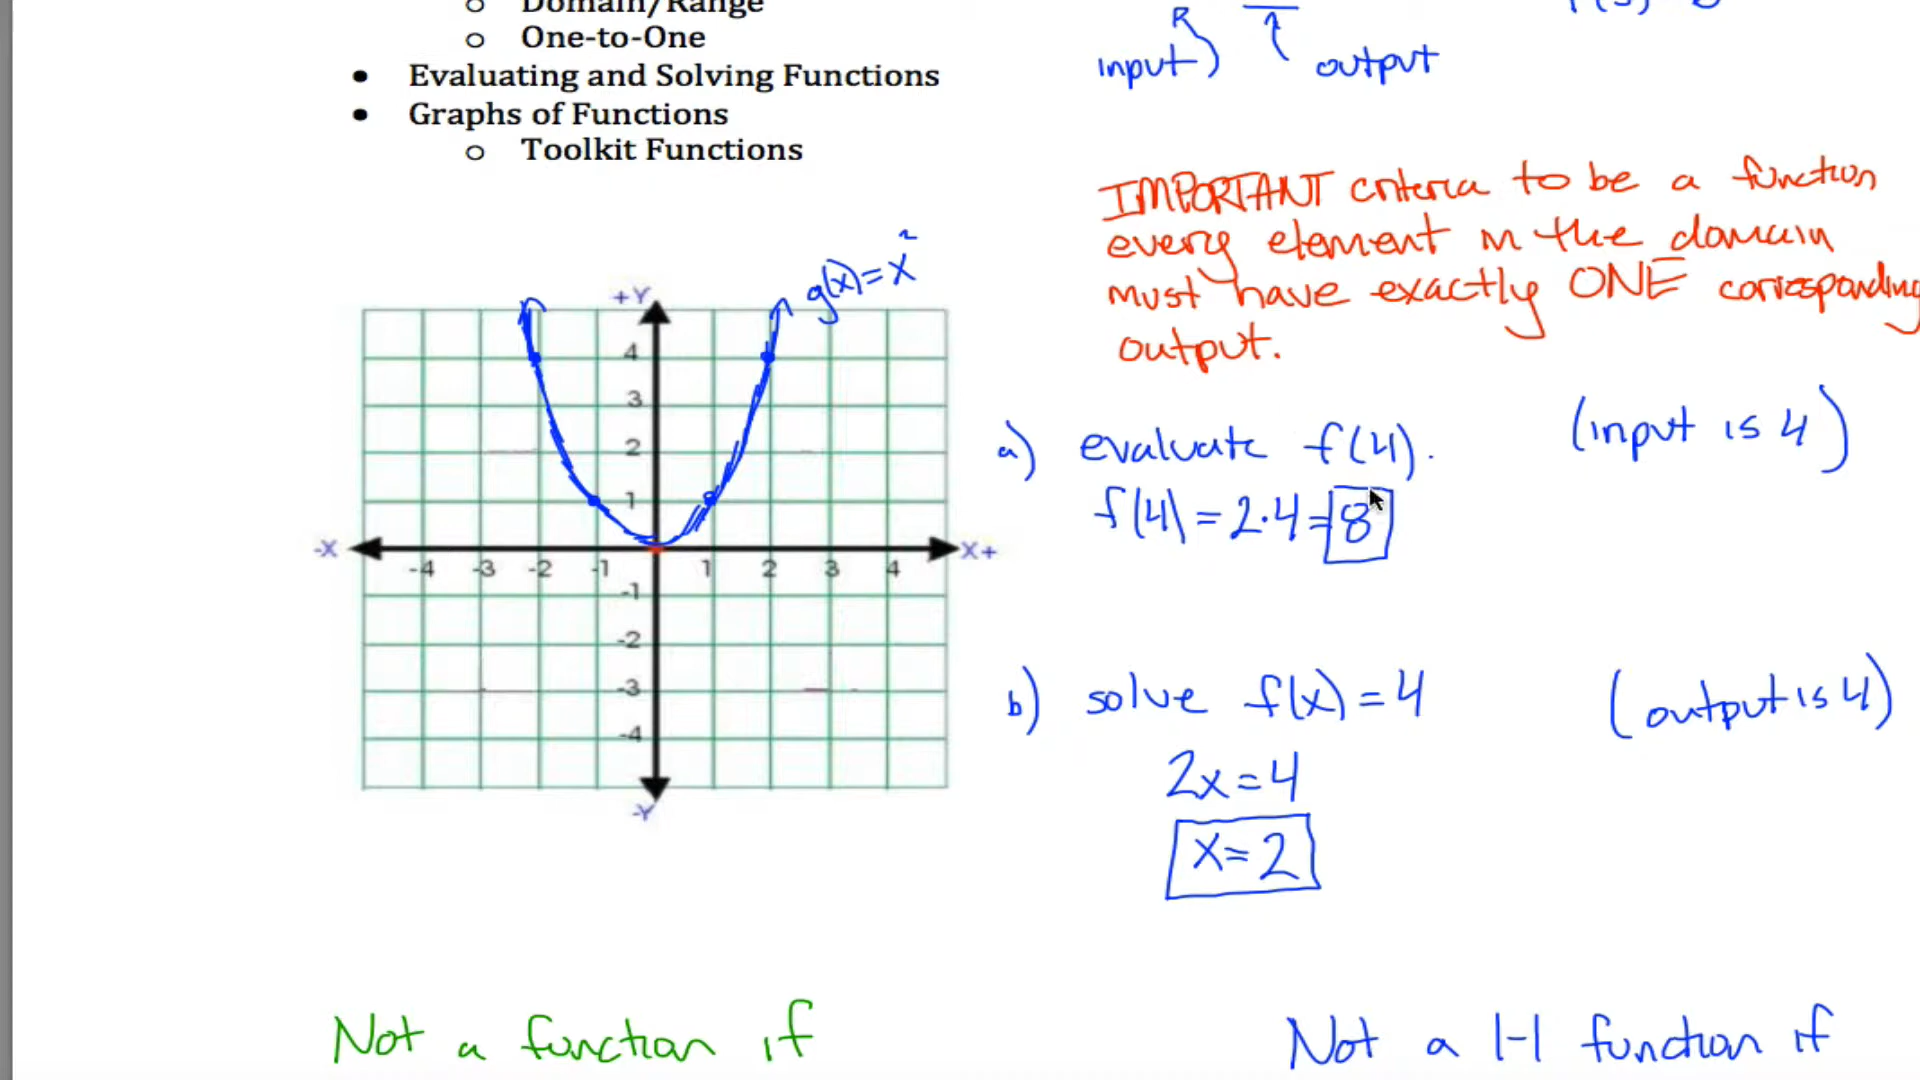 Domain/Range
One-to-One
Evaluating and Solving Functions
Graphs of Functions
Toolkit Functions
input
output
IMPORTANT criteria to be a function
every element in the domain
must have exactly ONE corresponding
output.
g(x)=x²
+Y
4
3
2
1
-X
X+
-4 -3 -2 -1 1 2 3 4
-1
-2
-3
-4
-Y
a) evaluate f(4). (input is 4)
f(4) = 2·4 = 8
b) solve f(x) = 4 (output is 4)
2x = 4
x = 2
Not a function if
Not a 1-1 function if